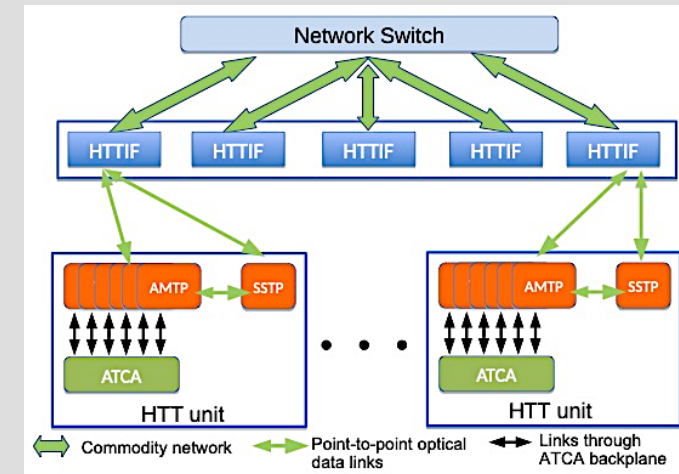 Network Switch
HTTIF HTTIF HTTIF HTTIF HTTIF
AMTP SSTP AMTP SSTP
ATCA ATCA
HTT unit HTT unit
Commodity network Point-to-point optical data links Links through ATCA backplane